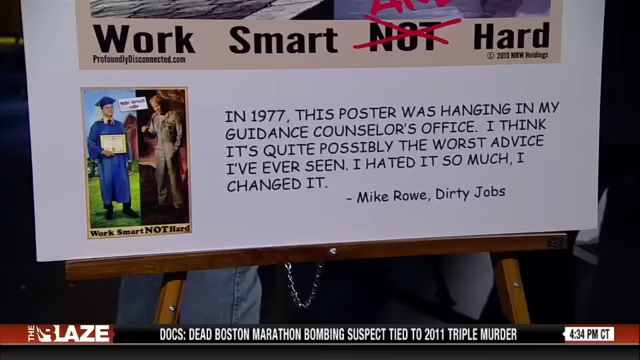 AND
Work Smart NOT Hard
ProfoundlyDisconnected.com
© 2013 MRW Holdings
IN 1977, THIS POSTER WAS HANGING IN MY
GUIDANCE COUNSELOR'S OFFICE. I THINK
IT'S QUITE POSSIBLY THE WORST ADVICE
I'VE EVER SEEN. I HATED IT SO MUCH, I
CHANGED IT.
- Mike Rowe, Dirty Jobs
Work Smart NOT Hard
THE BLAZE
DOCS: DEAD BOSTON MARATHON BOMBING SUSPECT TIED TO 2011 TRIPLE MURDER
4:34 PM CT